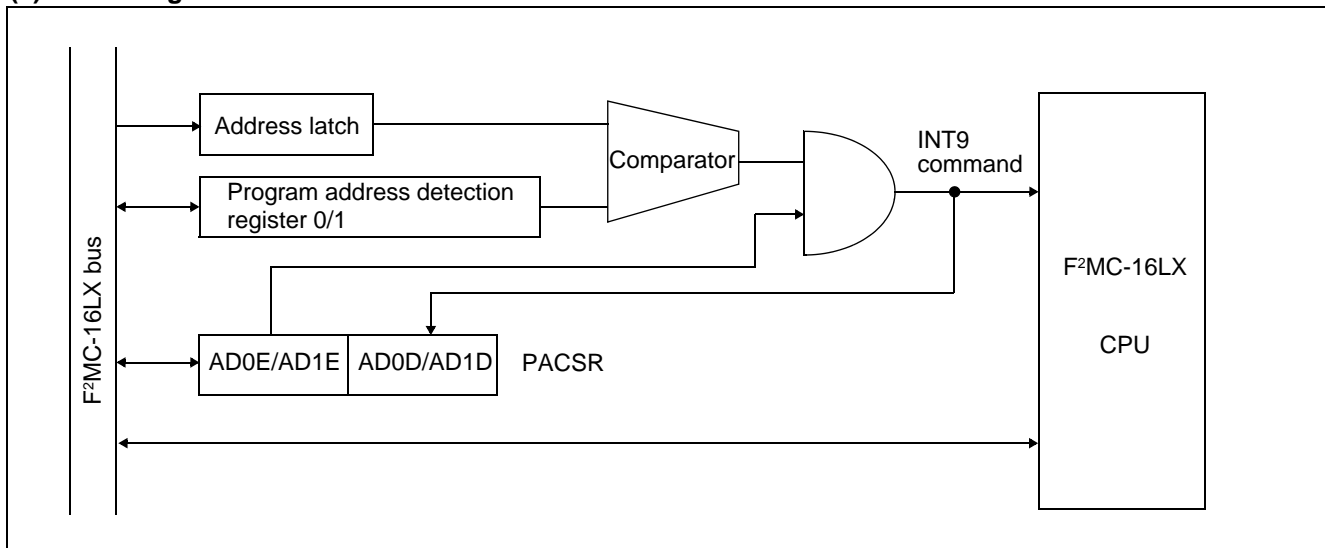 Address latch
Comparator
INT9
command
Program address detection
register 0/1
F²MC-16LX bus
F²MC-16LX
CPU
AD0E/AD1E
AD0D/AD1D
PACSR